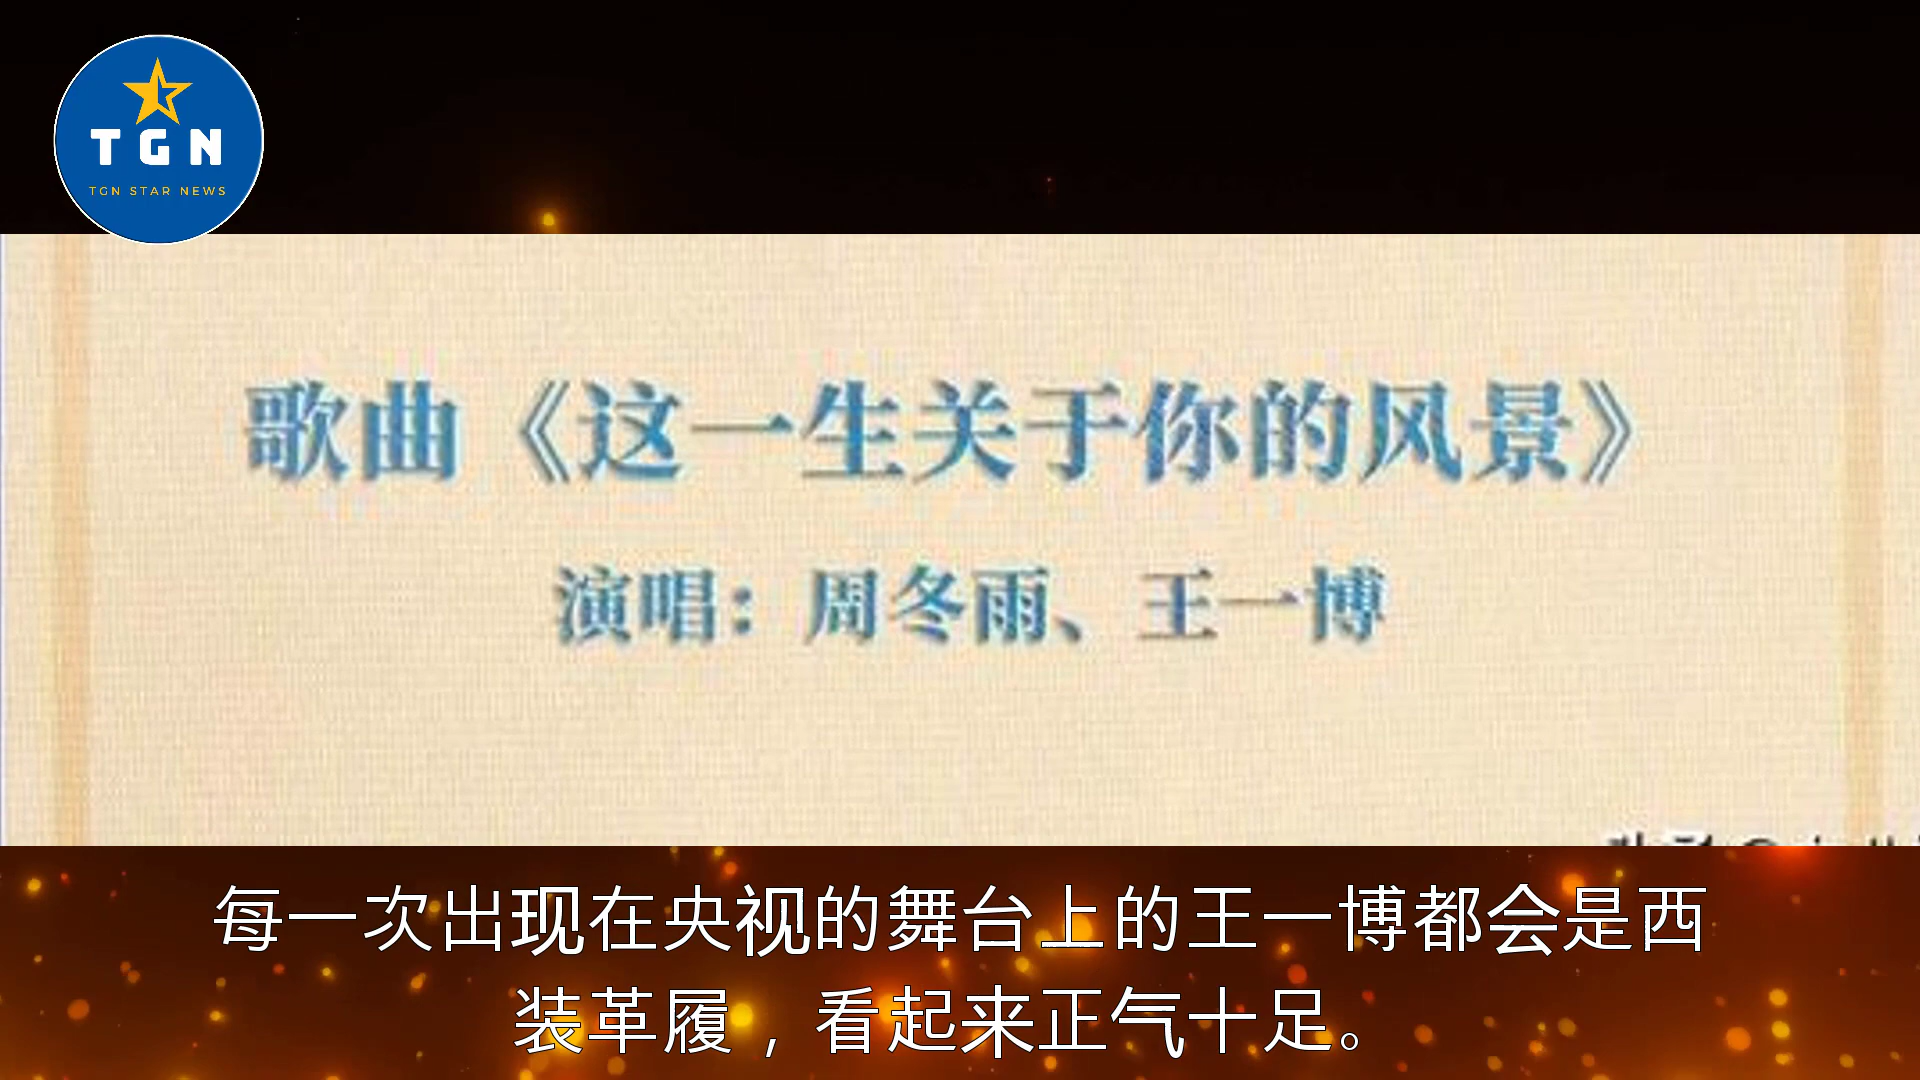 TGN
TGN STAR NEWS
歌曲《这一生关于你的风景》
演唱：周冬雨、王一博
每一次出现在央视的舞台上的王一博都会是西
装革履，看起来正气十足。